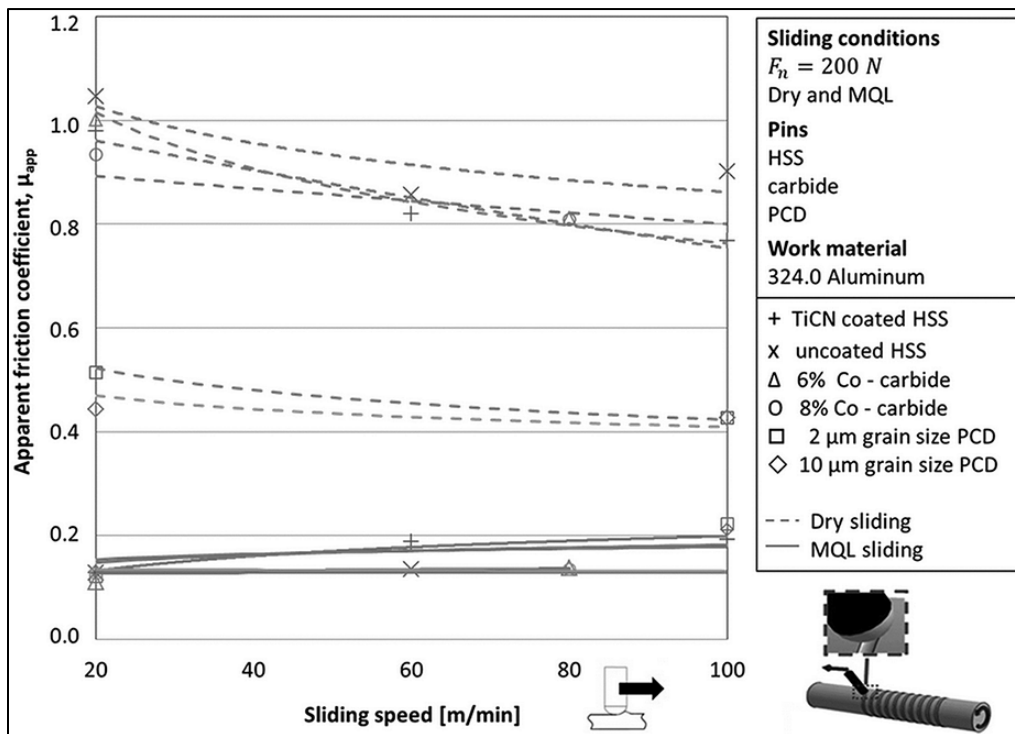 1.2
1.0
0.8
0.6
0.4
0.2
0.0
Apparent friction coefficient, μapp
20
40
60
80
100
Sliding speed [m/min]
Sliding conditions
Fn = 200 N
Dry and MQL
Pins
HSS
carbide
PCD
Work material
324.0 Aluminum
+ TiCN coated HSS
x uncoated HSS
Δ 6% Co - carbide
O 8% Co - carbide
□ 2 μm grain size PCD
◇ 10 μm grain size PCD
Dry sliding
MQL sliding